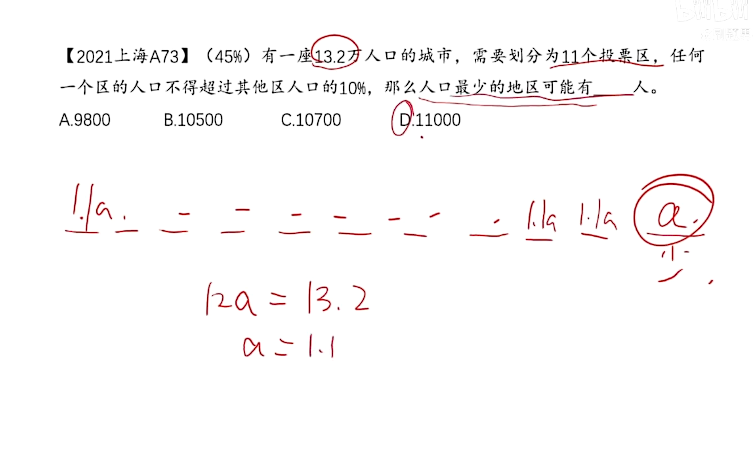 【2021上海A73】（45%）有一座13.2万人口的城市，需要划分为11个投票区，任何
一个区的人口不得超过其他区人口的10%，那么人口最少的地区可能有____人。
A.9800 B.10500 C.10700 D.11000
1.1a. 1.1a 1.1a a.
小
12a = 13.2
a = 1.1